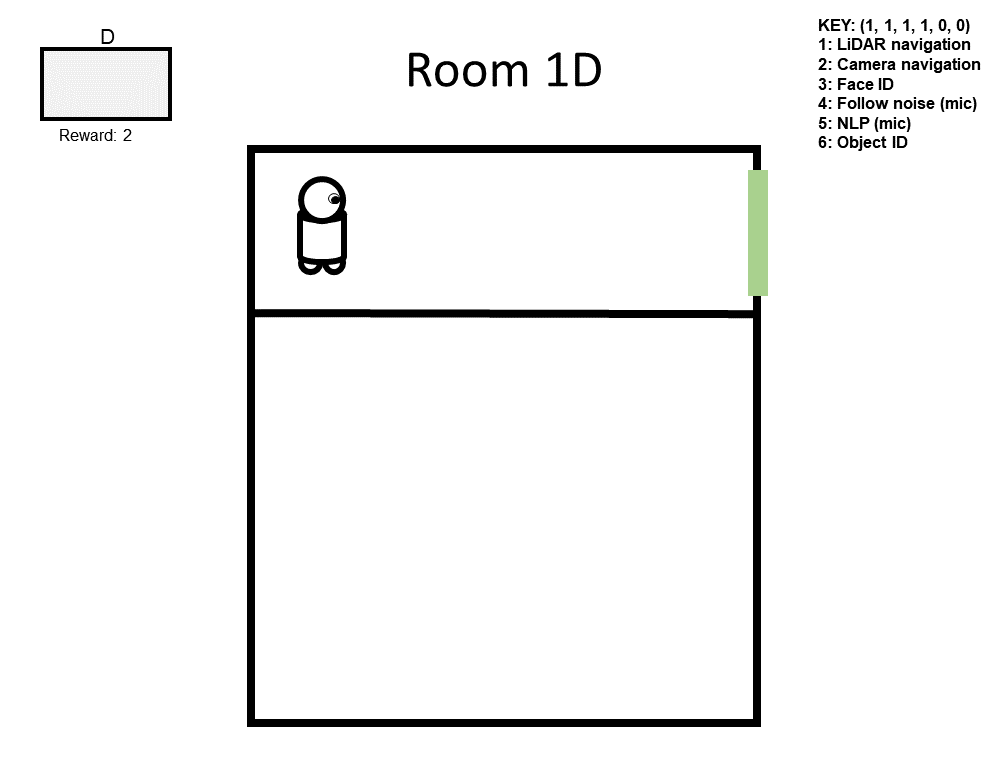 D
Reward: 2
Room 1D
KEY: (1, 1, 1, 1, 0, 0)
1: LiDAR navigation
2: Camera navigation
3: Face ID
4: Follow noise (mic)
5: NLP (mic)
6: Object ID